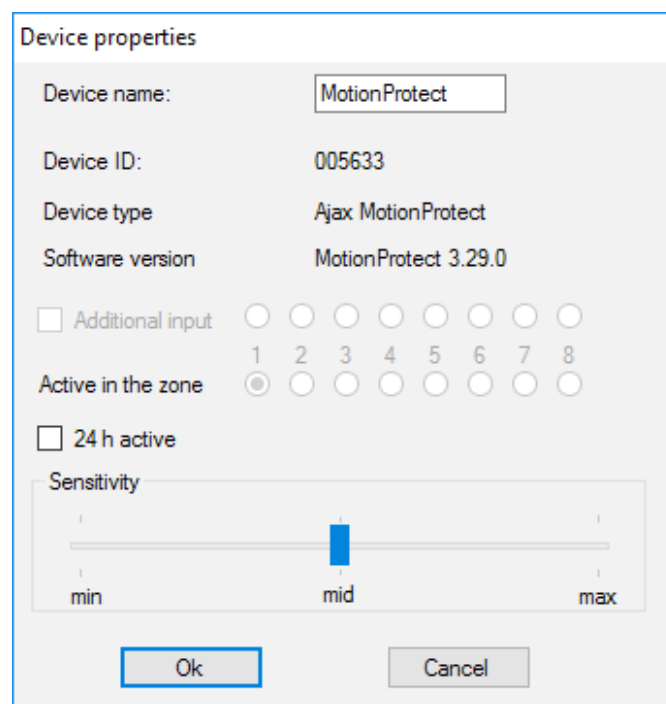 Device properties
Device name: MotionProtect
Device ID: 005633
Device type Ajax MotionProtect
Software version MotionProtect 3.29.0
Additional input
1 2 3 4 5 6 7 8
Active in the zone
24 h active
Sensitivity
min mid max
Ok Cancel